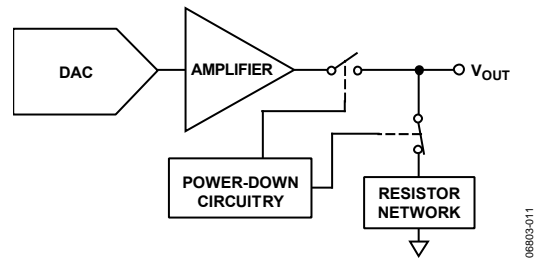 DAC
AMPLIFIER
VOUT
POWER-DOWN
CIRCUITRY
RESISTOR
NETWORK
06803-011